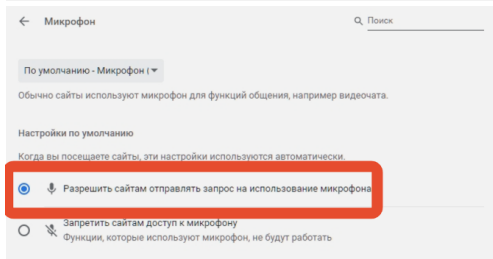 Микрофон
Поиск
По умолчанию - Микрофон (
Обычно сайты используют микрофон для функций общения, например видеочата.
Настройки по умолчанию
Когда вы посещаете сайты, эти настройки используются автоматически.
Разрешить сайтам отправлять запрос на использование микрофона
Запретить сайтам доступ к микрофону
Функции, которые используют микрофон, не будут работать